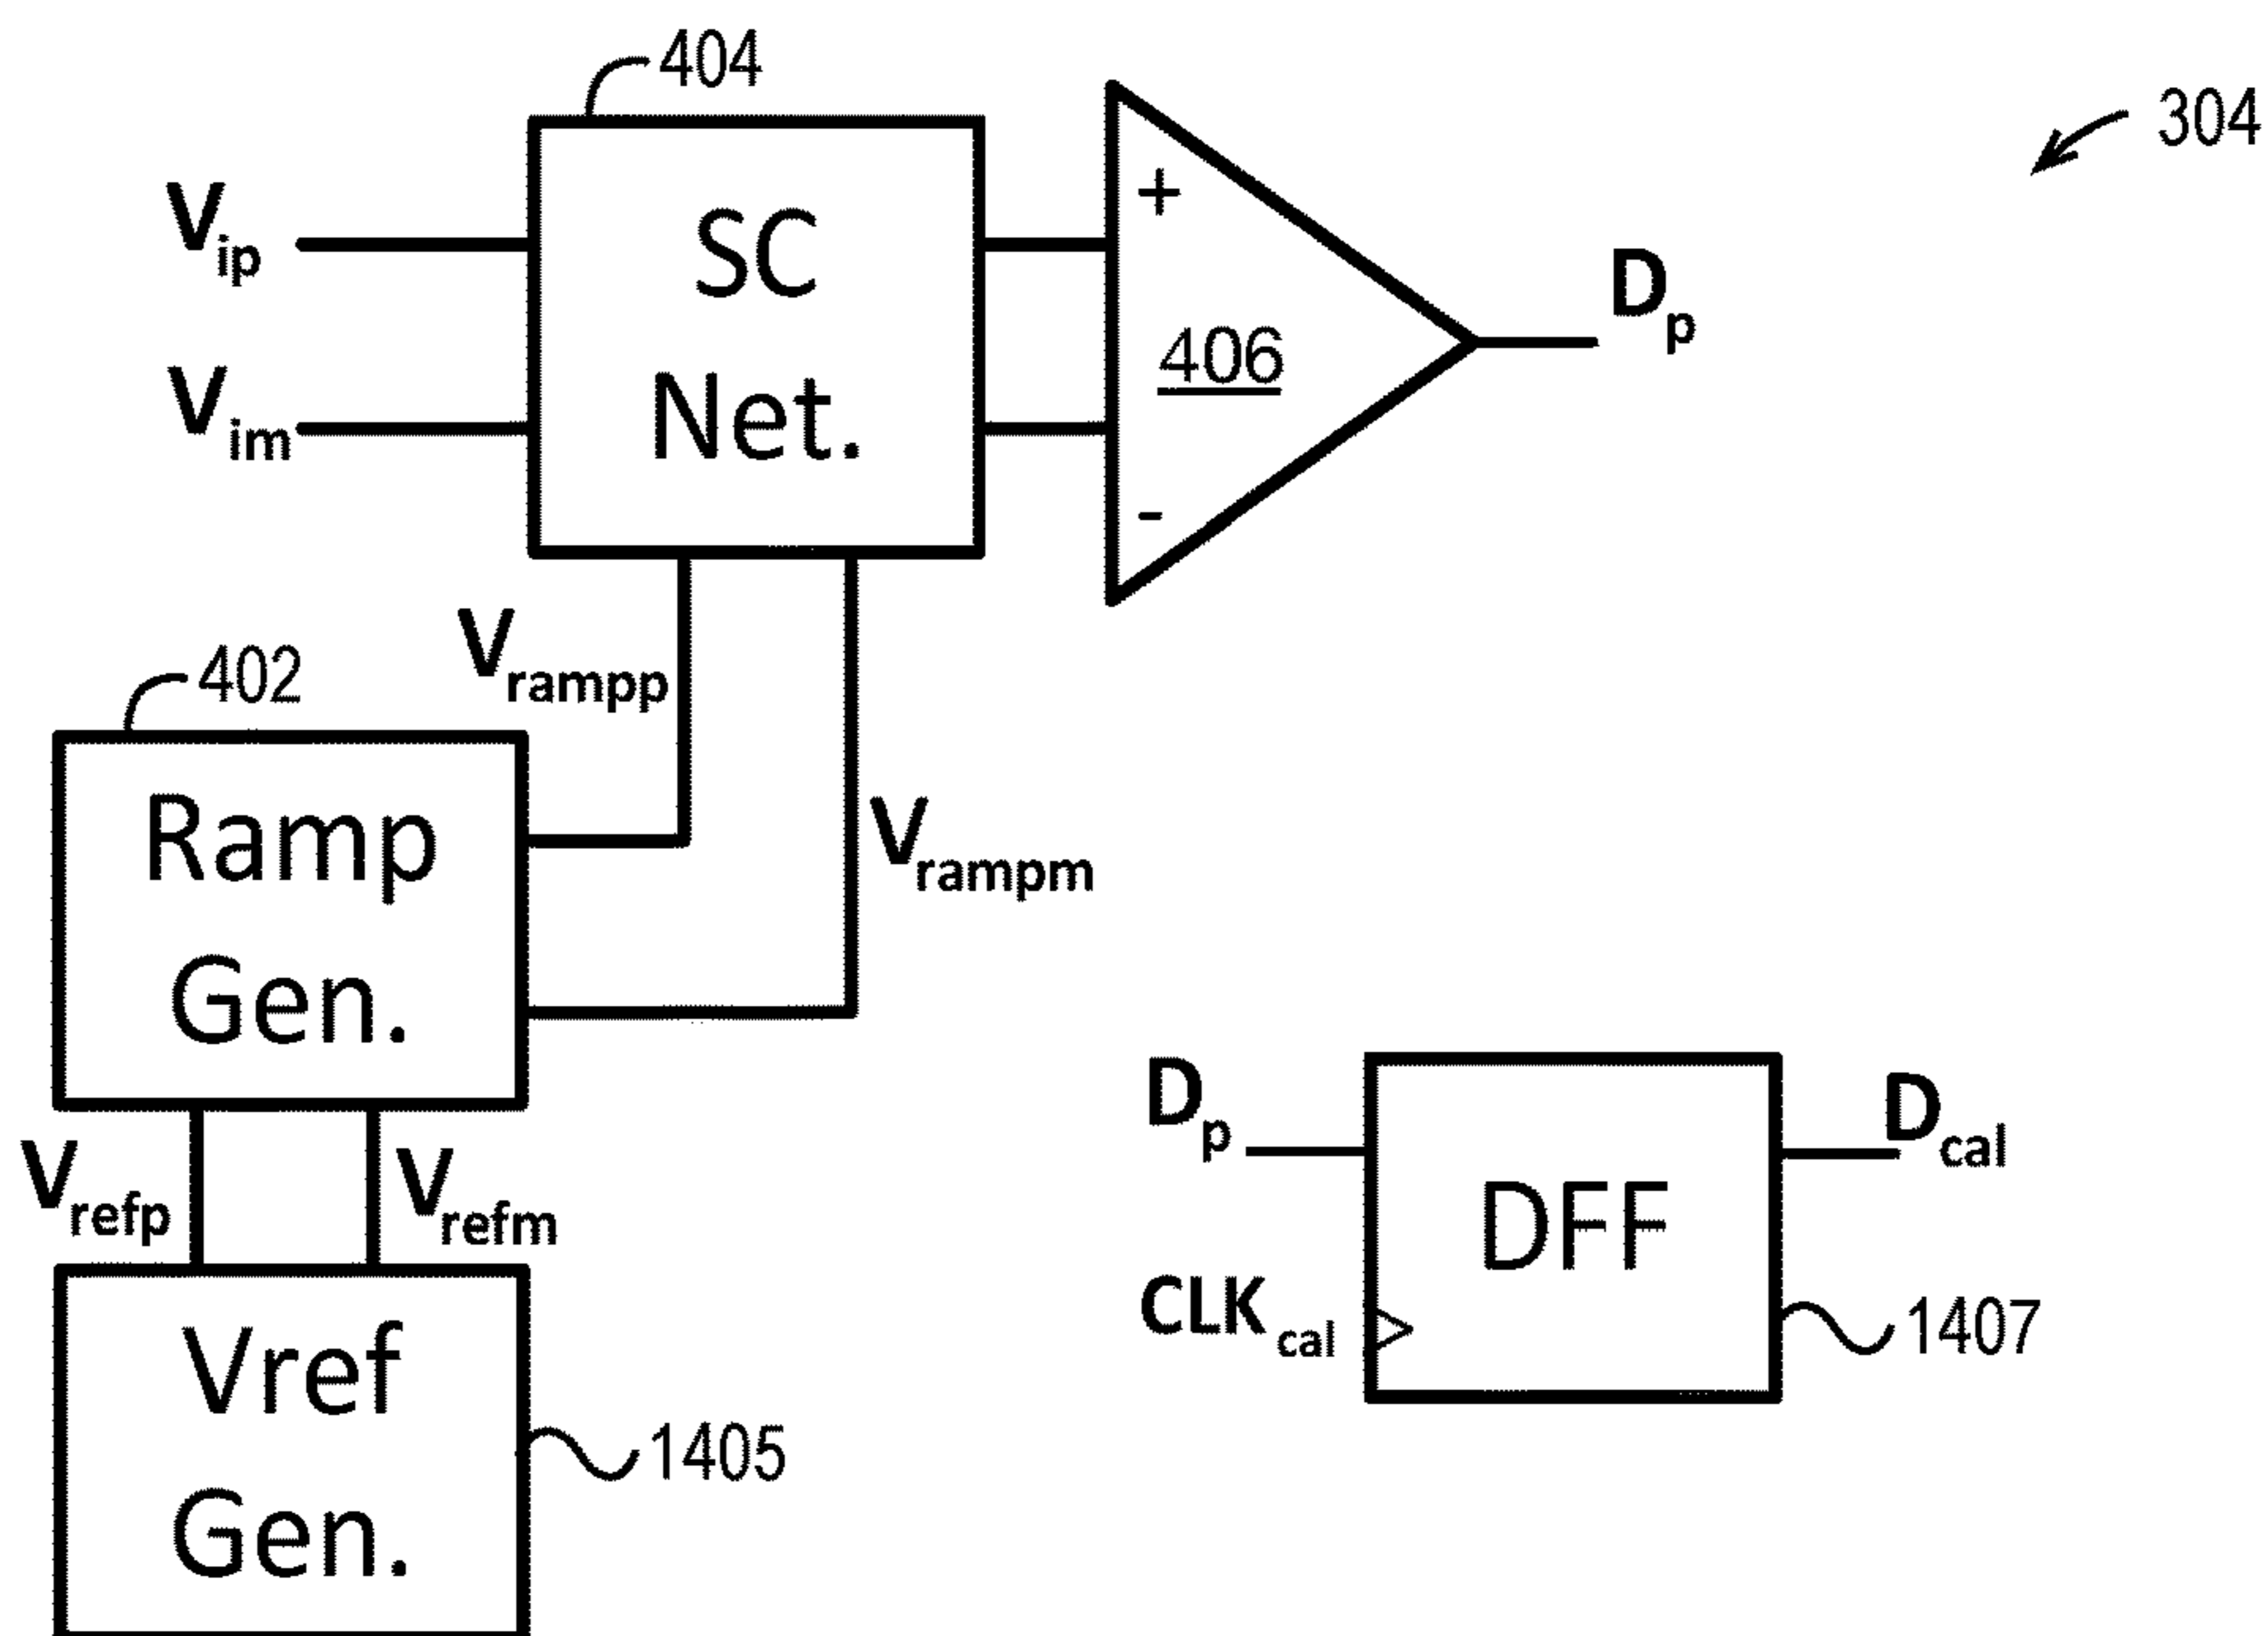 404
304
Vip
SC
Net.
+
406
-
Dp
Vim
Vrampp
402
Ramp
Gen.
Vrampm
Vrefp
Vrefm
Vref
Gen.
1405
Dp
DFF
Dcal
CLKcal
1407